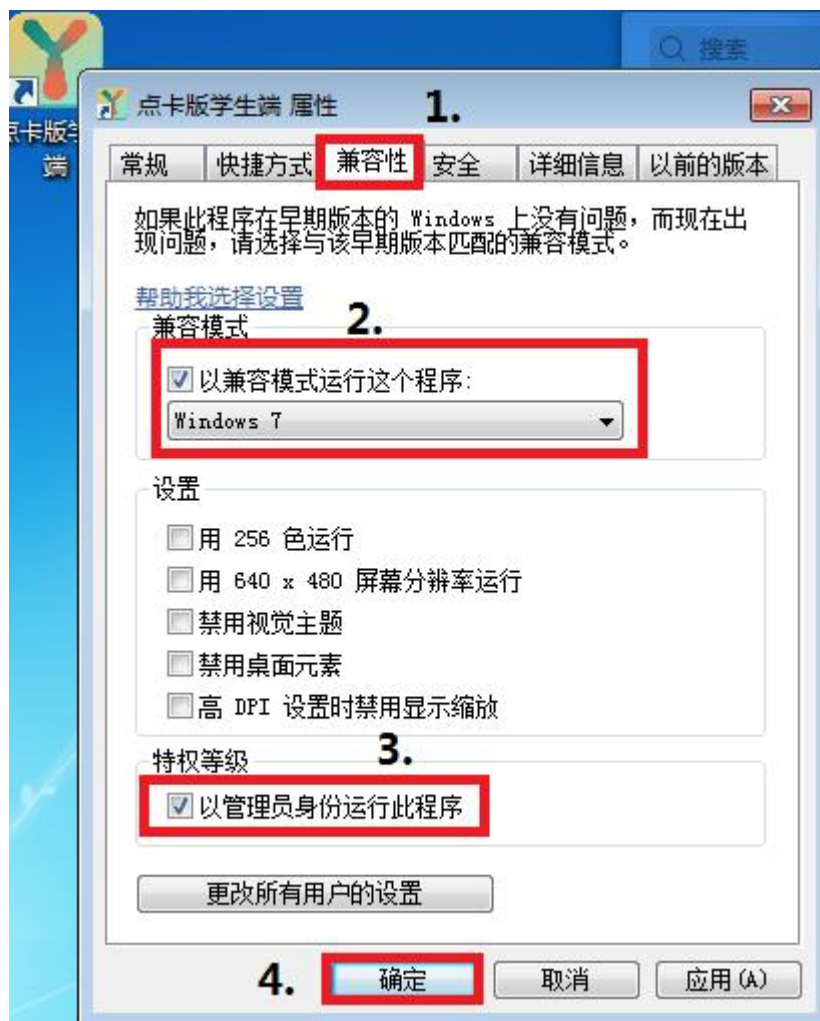 搜索
点卡版学生端 属性
1.
卡版
端
常规 快捷方式 兼容性 安全 详细信息 以前的版本
如果此程序在早期版本的 Windows 上没有问题，而现在出
现问题，请选择与该早期版本匹配的兼容模式。
帮助我选择设置
2.
兼容模式
以兼容模式运行这个程序:
Windows 7
设置
用 256 色运行
用 640 x 480 屏幕分辨率运行
禁用视觉主题
禁用桌面元素
高 DPI 设置时禁用显示缩放
3.
特权等级
以管理员身份运行此程序
更改所有用户的设置
4.
确定 取消 应用(A)